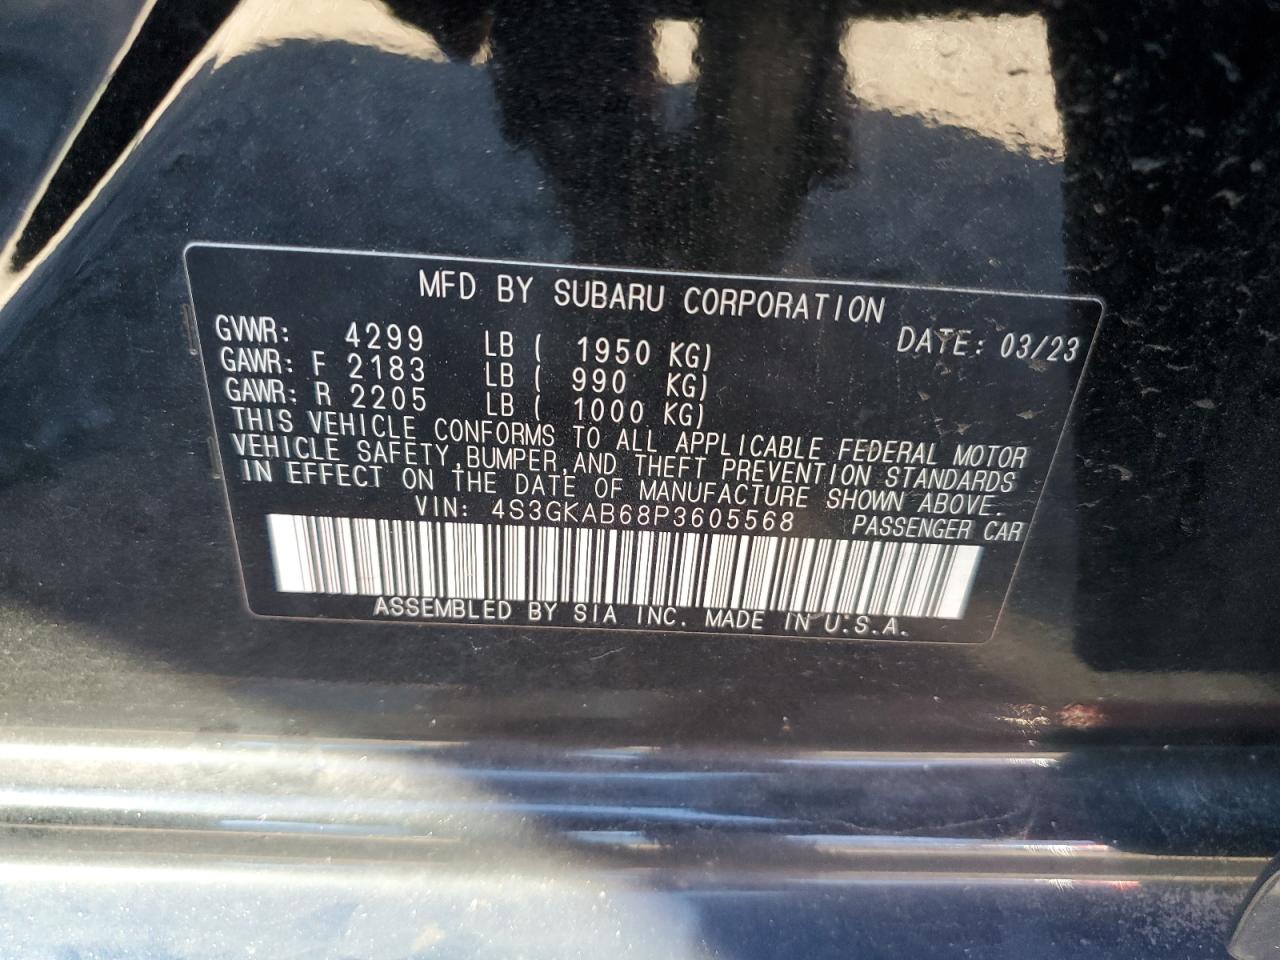 MFD BY SUBARU CORPORATION
GVWR: 4299 LB ( 1950 KG) DATE: 03/23
GAWR: F 2183 LB ( 990 KG)
GAWR: R 2205 LB ( 1000 KG)
THIS VEHICLE CONFORMS TO ALL APPLICABLE FEDERAL MOTOR
VEHICLE SAFETY,BUMPER,AND THEFT PREVENTION STANDARDS
IN EFFECT ON THE DATE OF MANUFACTURE SHOWN ABOVE.
VIN: 4S3GKAB68P3605568 PASSENGER CAR
ASSEMBLED BY SIA INC. MADE IN U.S.A.